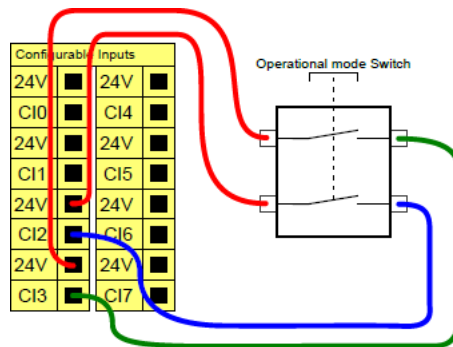 Configurable Inputs
Operational mode Switch
24V 24V
CI0 CI4
24V 24V
CI1 CI5
24V 24V
CI2 CI6
24V 24V
CI3 CI7